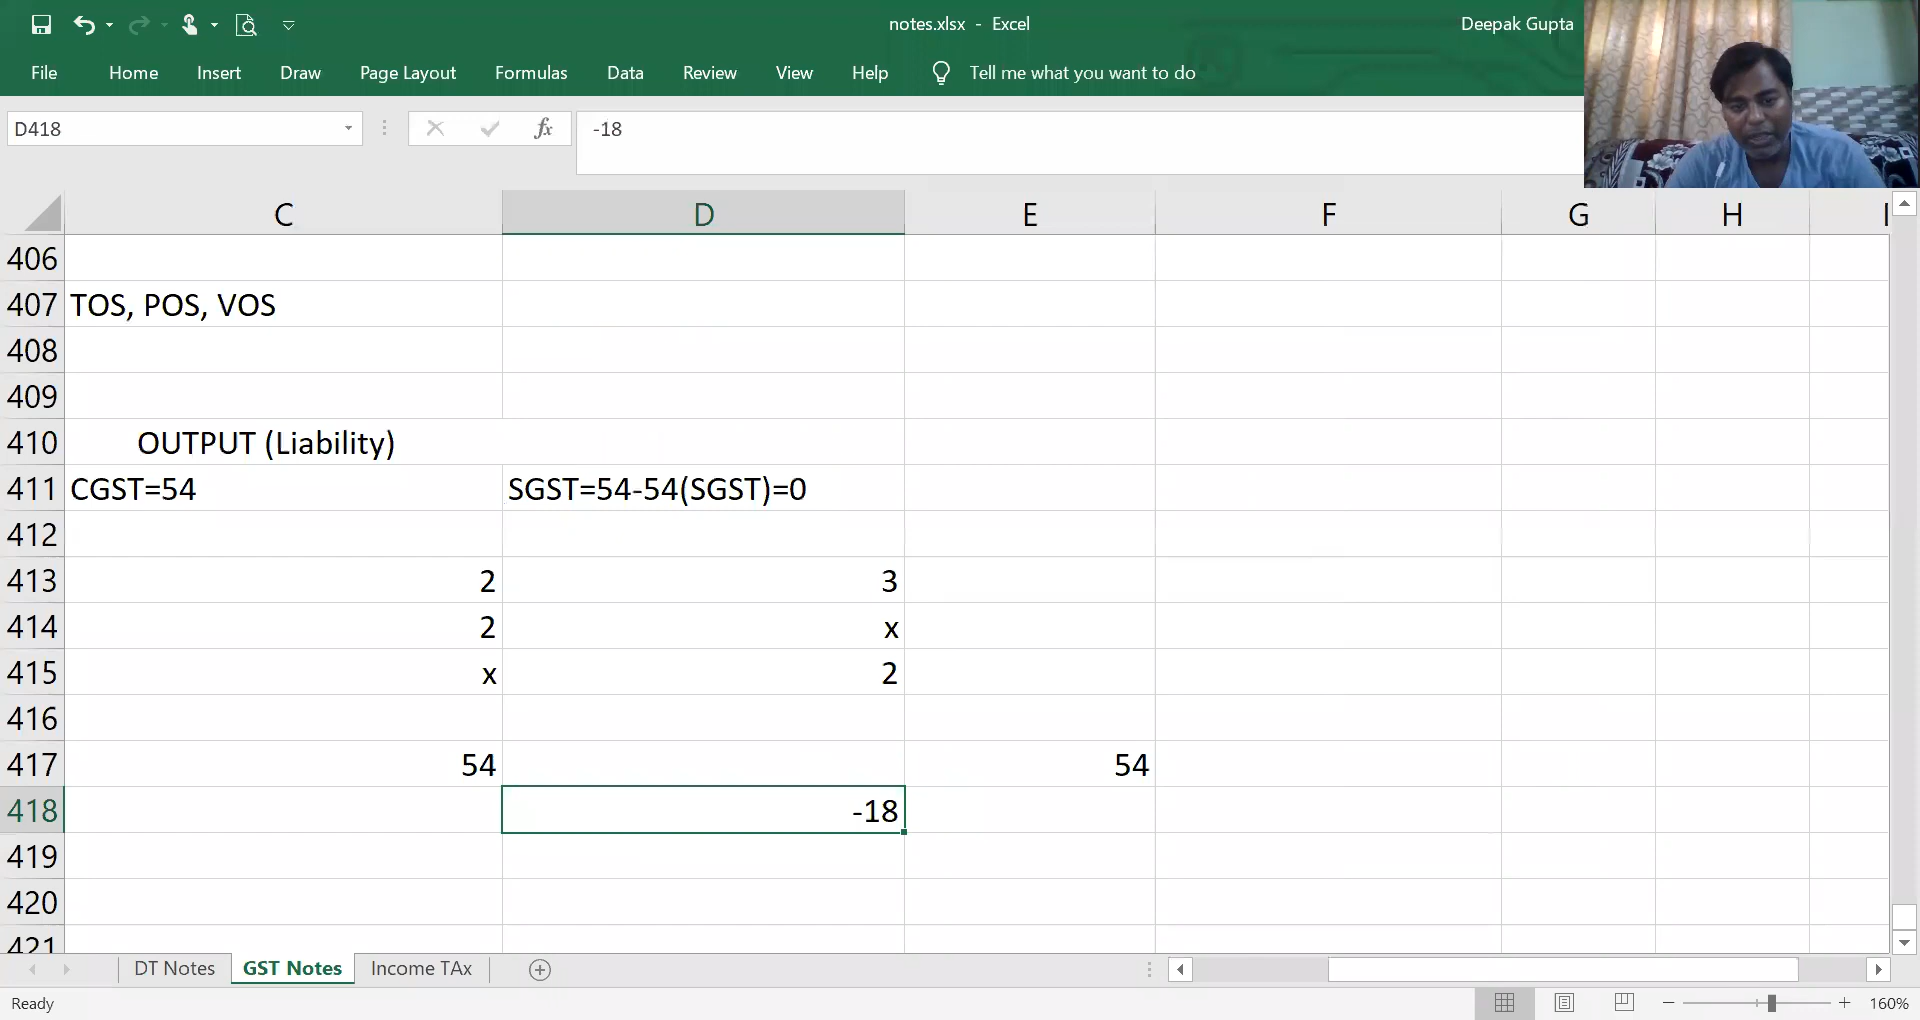 notes.xlsx - Excel
Deepak Gupta
File Home Insert Draw Page Layout Formulas Data Review View Help Tell me what you want to do
D418 fx -18
C D E F G H I
406
407 TOS, POS, VOS
408
409
410 OUTPUT (Liability)
411 CGST=54 SGST=54-54(SGST)=0
412
413 2 3
414 2 x
415 x 2
416
417 54 54
418 -18
419
420
421
DT Notes GST Notes Income TAx
Ready 160%